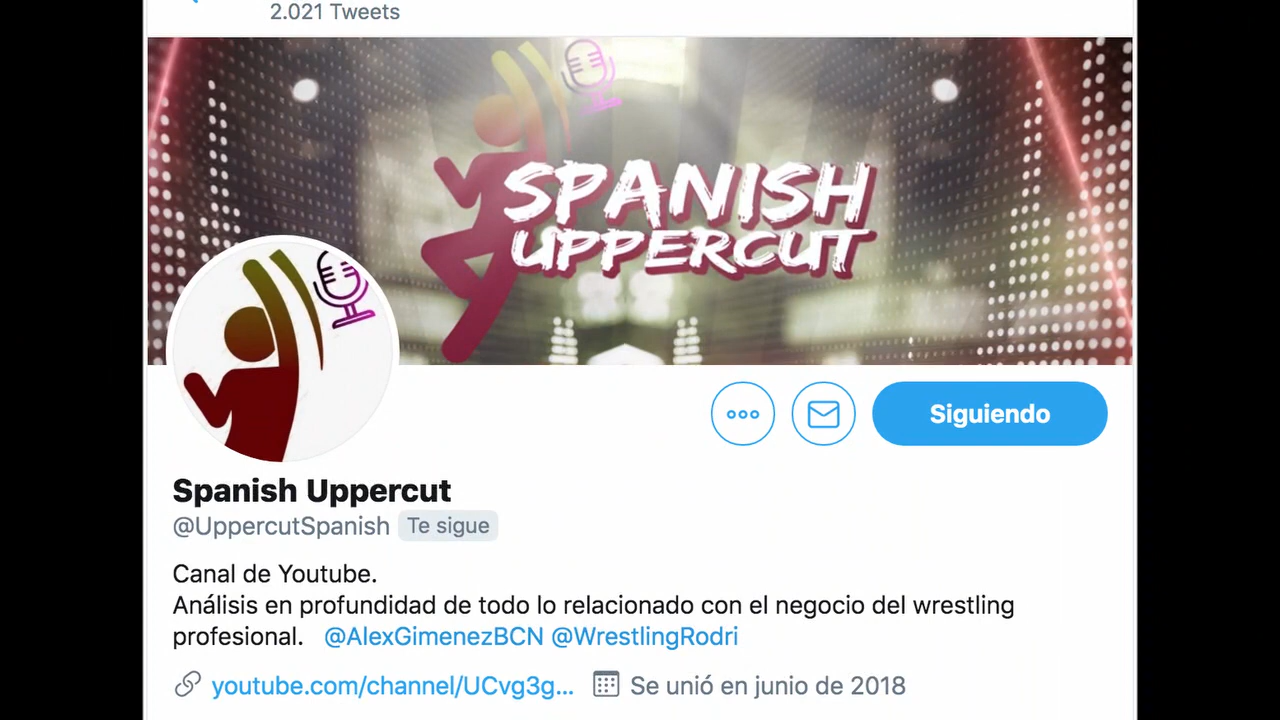 2.021 Tweets
SPANISH
UPPERCUT
Siguiendo
Spanish Uppercut
@UppercutSpanish Te sigue
Canal de Youtube.
Análisis en profundidad de todo lo relacionado con el negocio del wrestling
profesional. @AlexGimenezBCN @WrestlingRodri
youtube.com/channel/UCvg3g... Se unió en junio de 2018